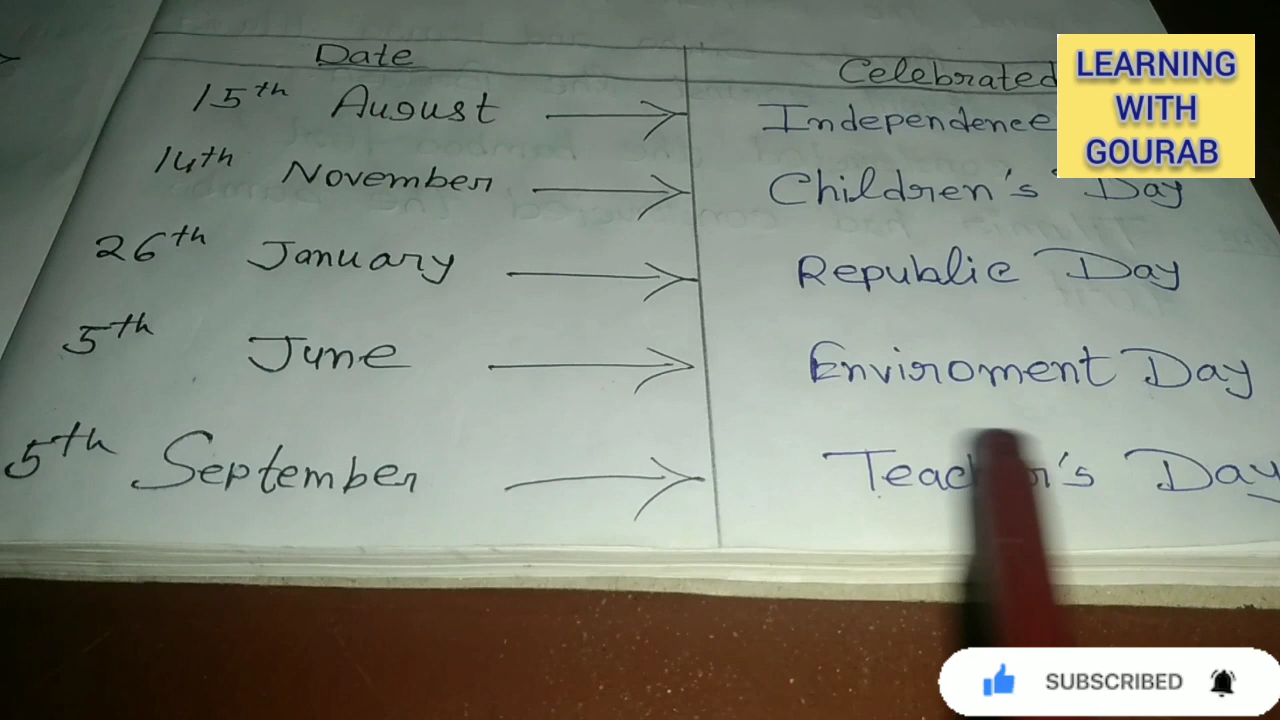 Date Celebrated
15th August Independence
14th November Children's Day
26th January Republic Day
5th June Enviroment Day
5th September Day
LEARNING
WITH
GOURAB
SUBSCRIBED